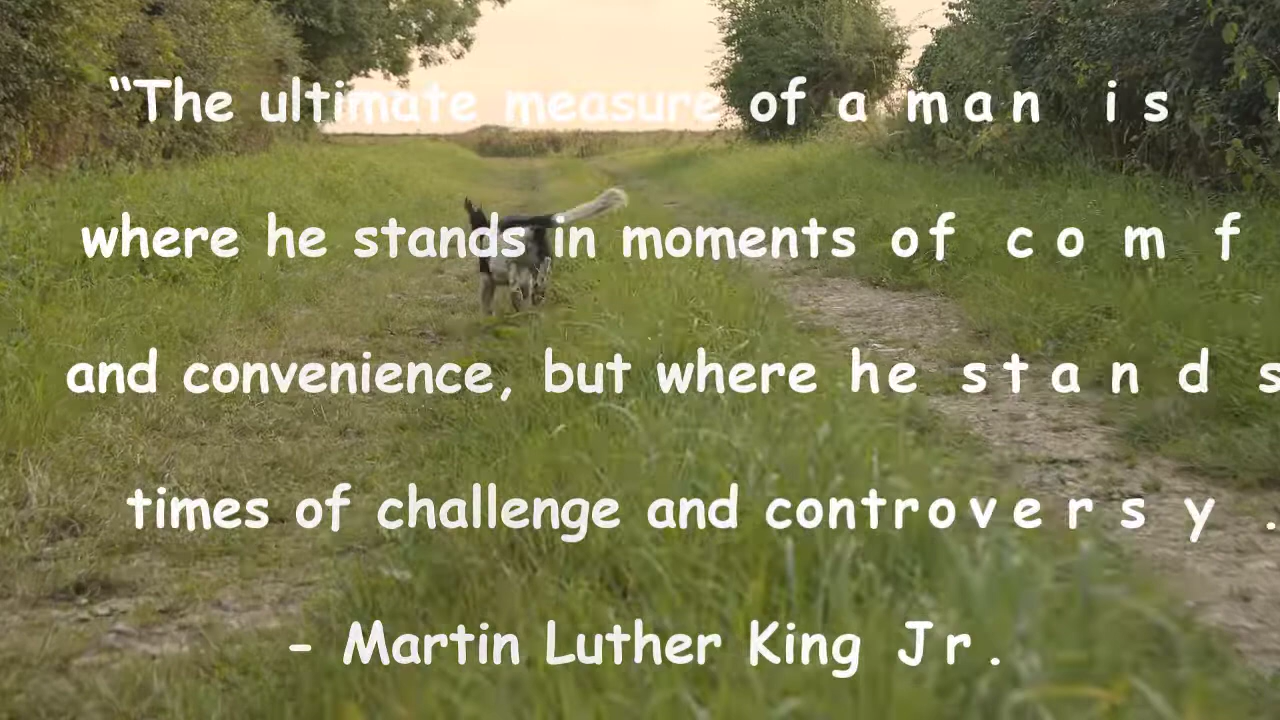 “The ultimate measure of a man is
where he stands in moments of comf
and convenience, but where he stands
times of challenge and controversy.
- Martin Luther King Jr.